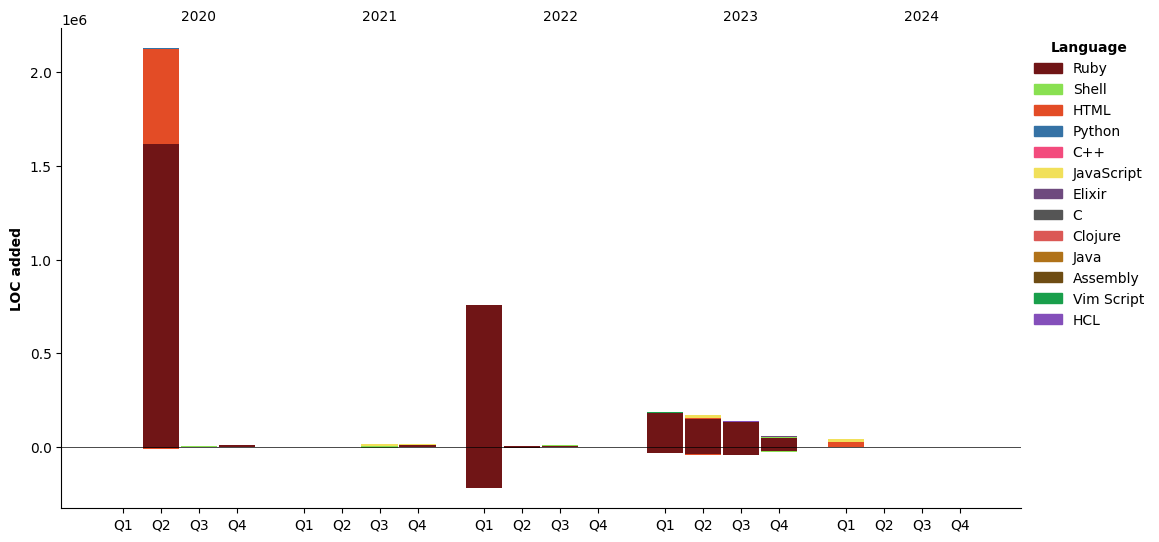 1e6
2020 2021 2022 2023 2024
LOC added
2.0
1.5
1.0
0.5
0.0
Q1 Q2 Q3 Q4 Q1 Q2 Q3 Q4 Q1 Q2 Q3 Q4 Q1 Q2 Q3 Q4 Q1 Q2 Q3 Q4
Language
Ruby
Shell
HTML
Python
C++
JavaScript
Elixir
C
Clojure
Java
Assembly
Vim Script
HCL